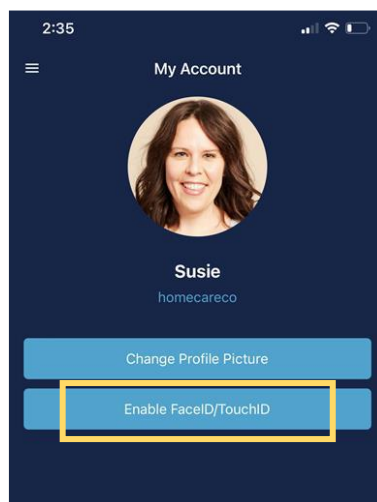 2:35
My Account
Susie
homecareco
Change Profile Picture
Enable FaceID/TouchID